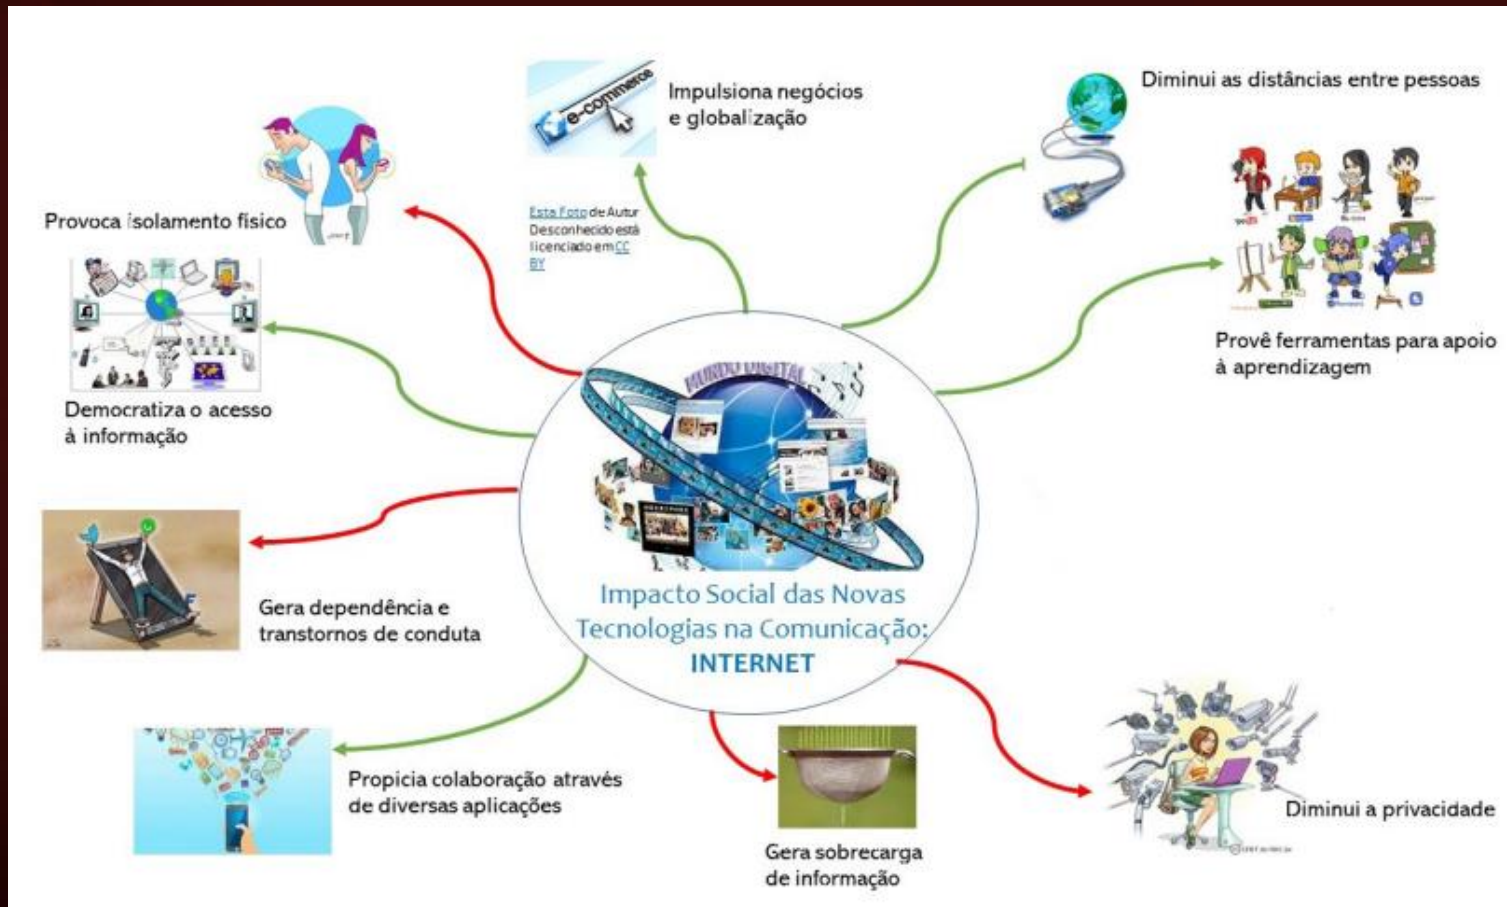 Impulsiona negócios
e globalização
e-commerce
Diminui as distâncias entre pessoas
Provoca isolamento físico
Esta Foto de Autur
Desconhecido está
licenciado em CC
BY
Provê ferramentas para apoio
à aprendizagem
Democratiza o acesso
à informação
MUNDO DIGITAL
Impacto Social das Novas
Tecnologias na Comunicação:
INTERNET
Gera dependência e
transtornos de conduta
Propicia colaboração através
de diversas aplicações
Gera sobrecarga
de informação
Diminui a privacidade